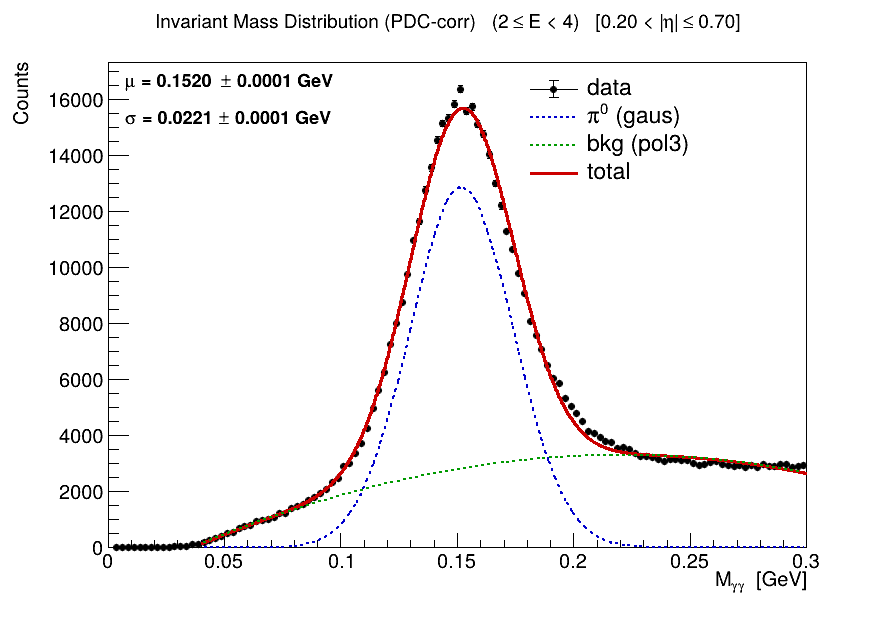 Invariant Mass Distribution (PDC-corr) (2 ≤ E < 4) [0.20 < |η| ≤ 0.70]
Counts
μ = 0.1520 ± 0.0001 GeV
σ = 0.0221 ± 0.0001 GeV
data
π⁰ (gaus)
bkg (pol3)
total
16000
14000
12000
10000
8000
6000
4000
2000
0
0 0.05 0.1 0.15 0.2 0.25 0.3
Mγγ [GeV]